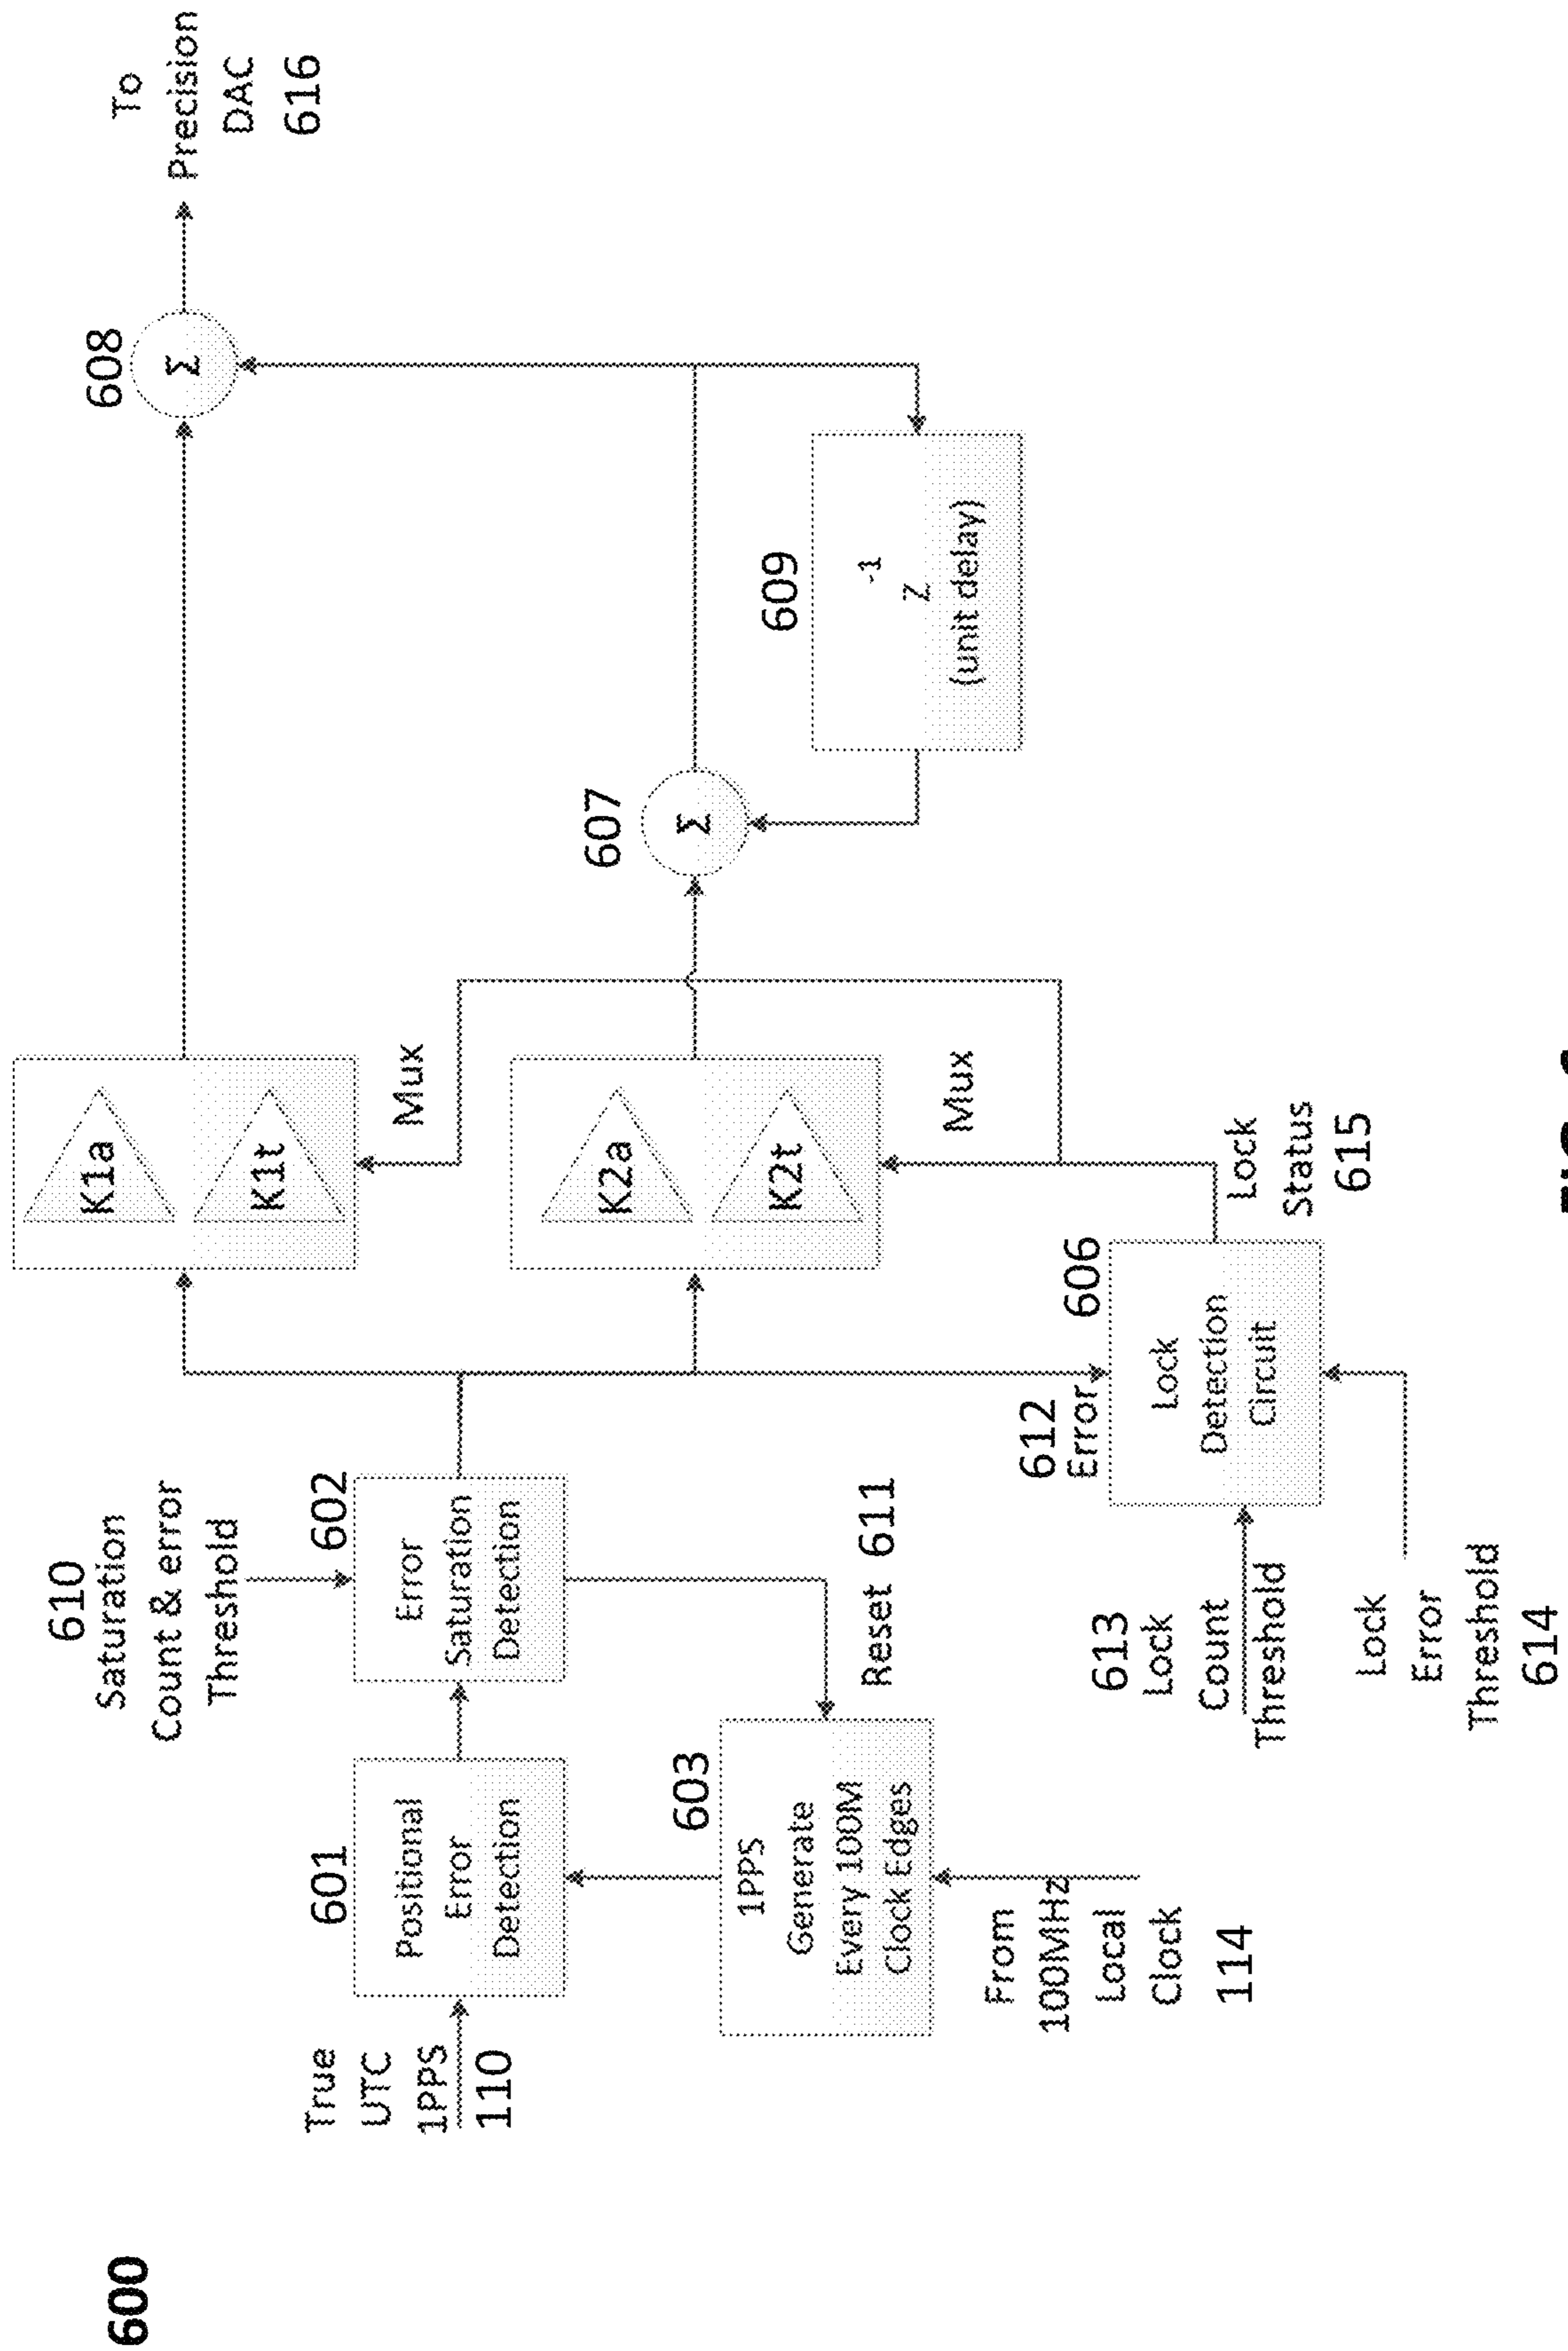 600
True
UTC
1PPS
110
601
Positional
Error
Detection
610
Saturation
Count & error
Threshold
602
Error
Saturation
Detection
603
1PPS
Generate
Every 100M
Clock Edges
From
100MHz
Local
Clock
114
Reset 611
K1a
K1t
Mux
K2a
K2t
Mux
612
Error
606
Lock
Detection
Circuit
613
Lock
Count
Threshold
Lock
Error
Threshold
614
Lock
Status
615
607
Σ
608
Σ
609
-1
Z
(unit delay)
To
Precision
DAC
616